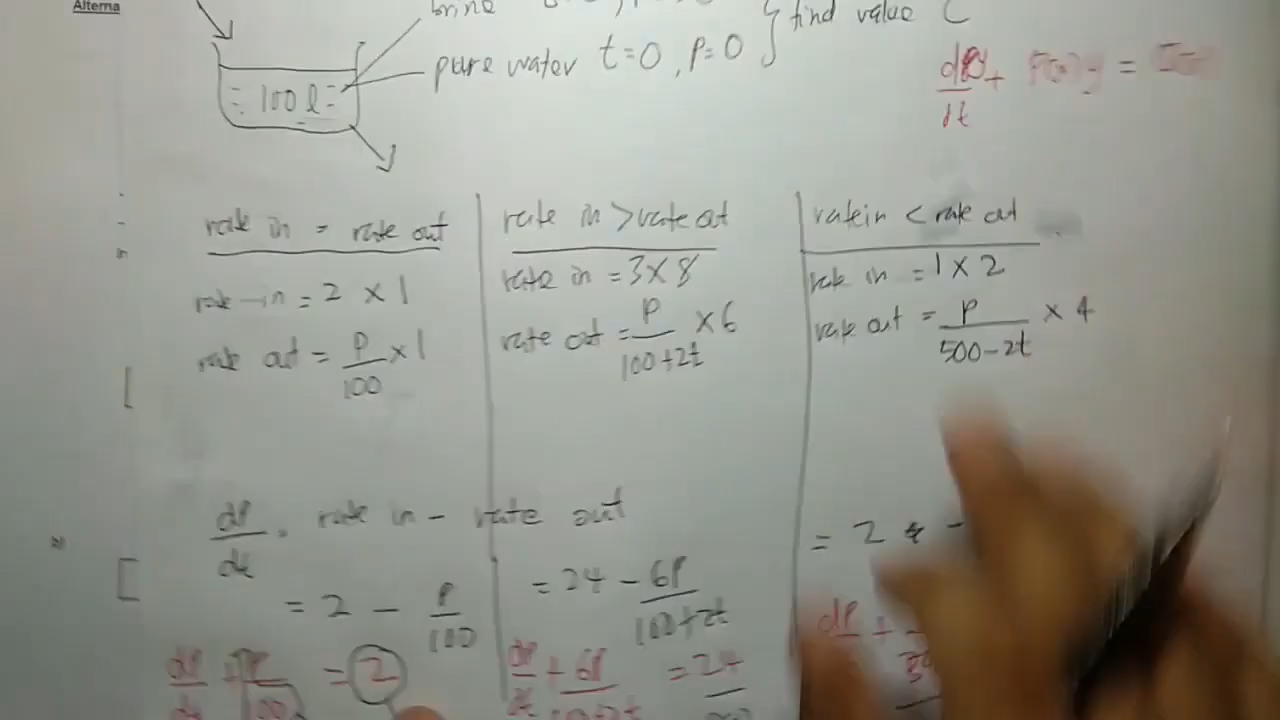 Alterna
brine
pure water t=0, P=0 } find value C
= 100 l =
dP/dt +
rate in = rate out
rate in = 2 x 1
rate out = P/100 x 1
rate in > rate out
rate in = 3 x 8
rate out = P/100+2t x 6
rate in < rate out
rate in = 1 x 2
rate out = P/500-2t x 4
dP/dt = rate in - rate out
= 2 - P/100
= 24 - 6P/100+2t
= 2
= 2
dP/dt + 6P/100+2t = 24
dP +